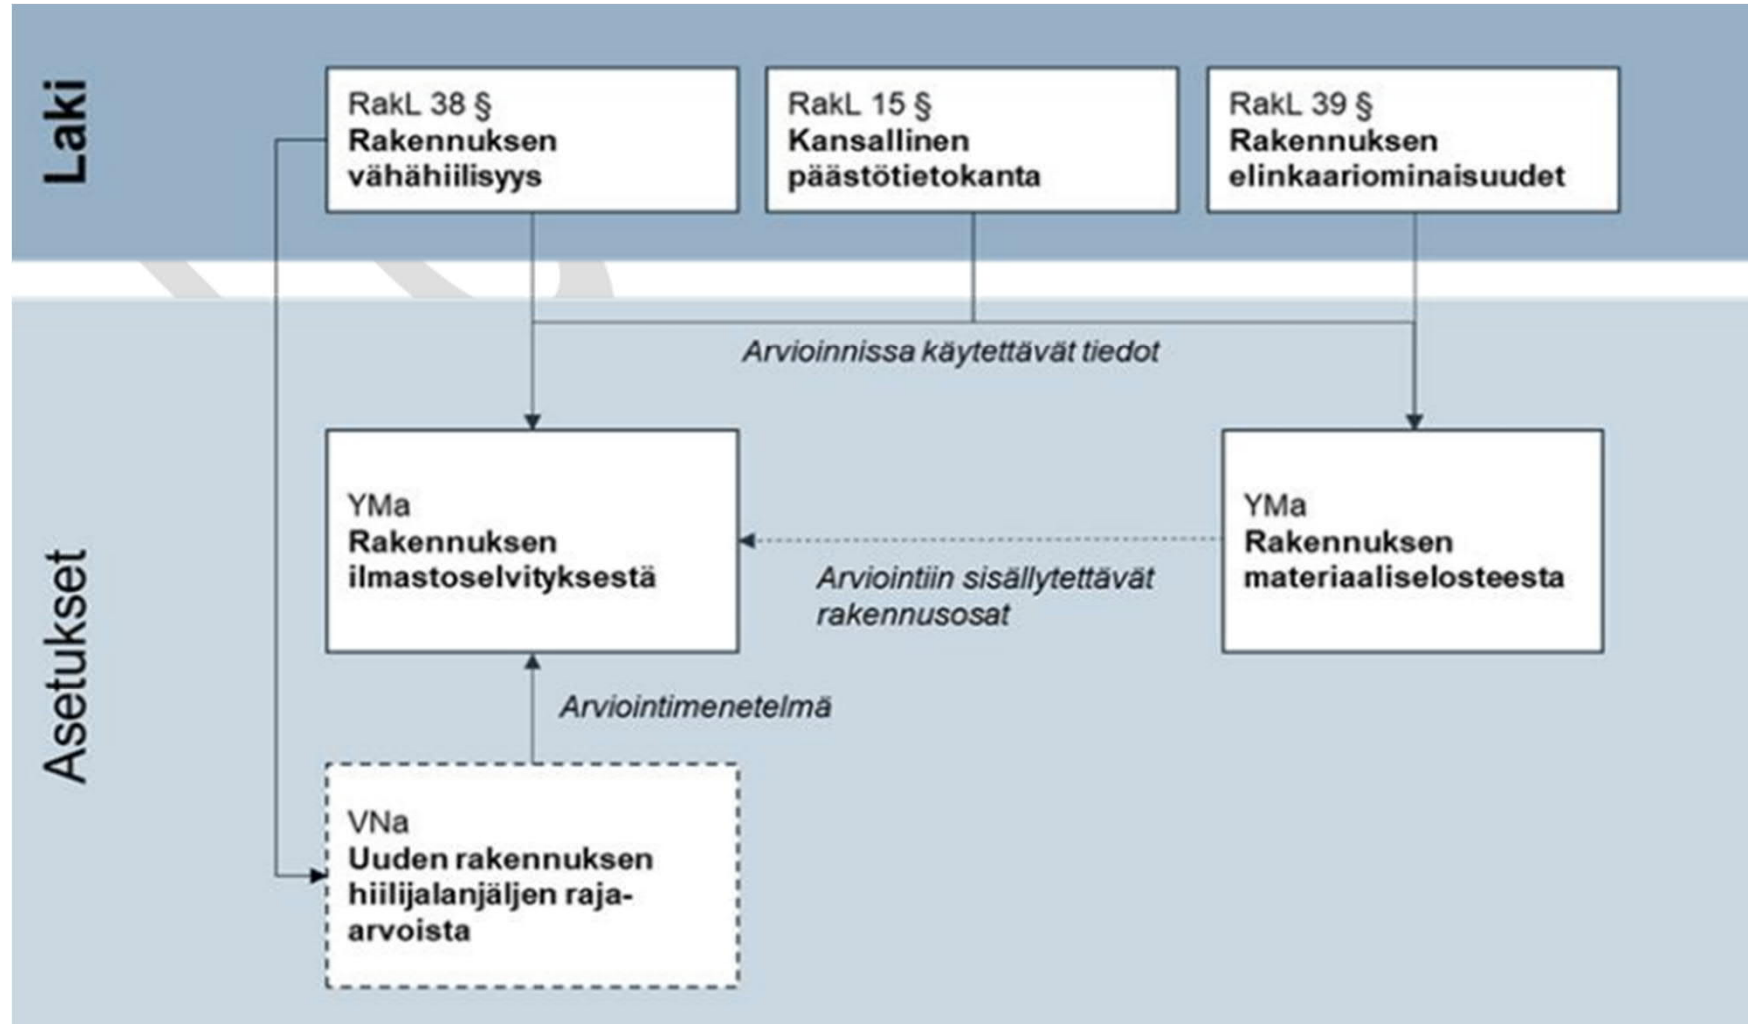 Laki
RakL 38 §
Rakennuksen
vähähiilisyys
RakL 15 §
Kansallinen
päästötietokanta
RakL 39 §
Rakennuksen
elinkaariominaisuudet
Asetukset
Arvioinnissa käytettävät tiedot
YMa
Rakennuksen
ilmastoselvityksestä
Arviointiin sisällytettävät
rakennusosat
YMa
Rakennuksen
materiaaliselosteesta
Arviointimenetelmä
VNa
Uuden rakennuksen
hiilijalanjäljen raja-
arvoista